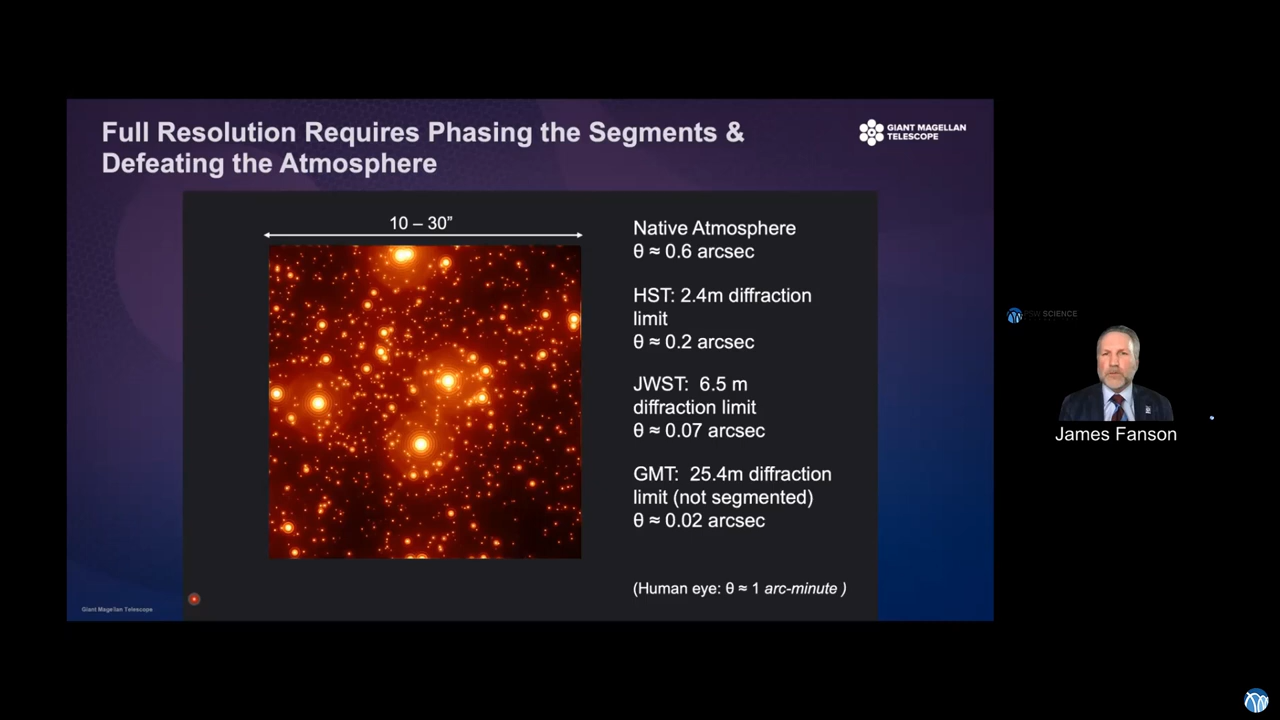 Full Resolution Requires Phasing the Segments &
Defeating the Atmosphere
GIANT MAGELLAN
TELESCOPE
10 – 30”
Native Atmosphere
θ ≈ 0.6 arcsec
HST: 2.4m diffraction
limit
θ ≈ 0.2 arcsec
JWST: 6.5 m
diffraction limit
θ ≈ 0.07 arcsec
GMT: 25.4m diffraction
limit (not segmented)
θ ≈ 0.02 arcsec
(Human eye: θ ≈ 1 arc-minute )
Giant Magellan Telescope
PSW SCIENCE
James Fanson